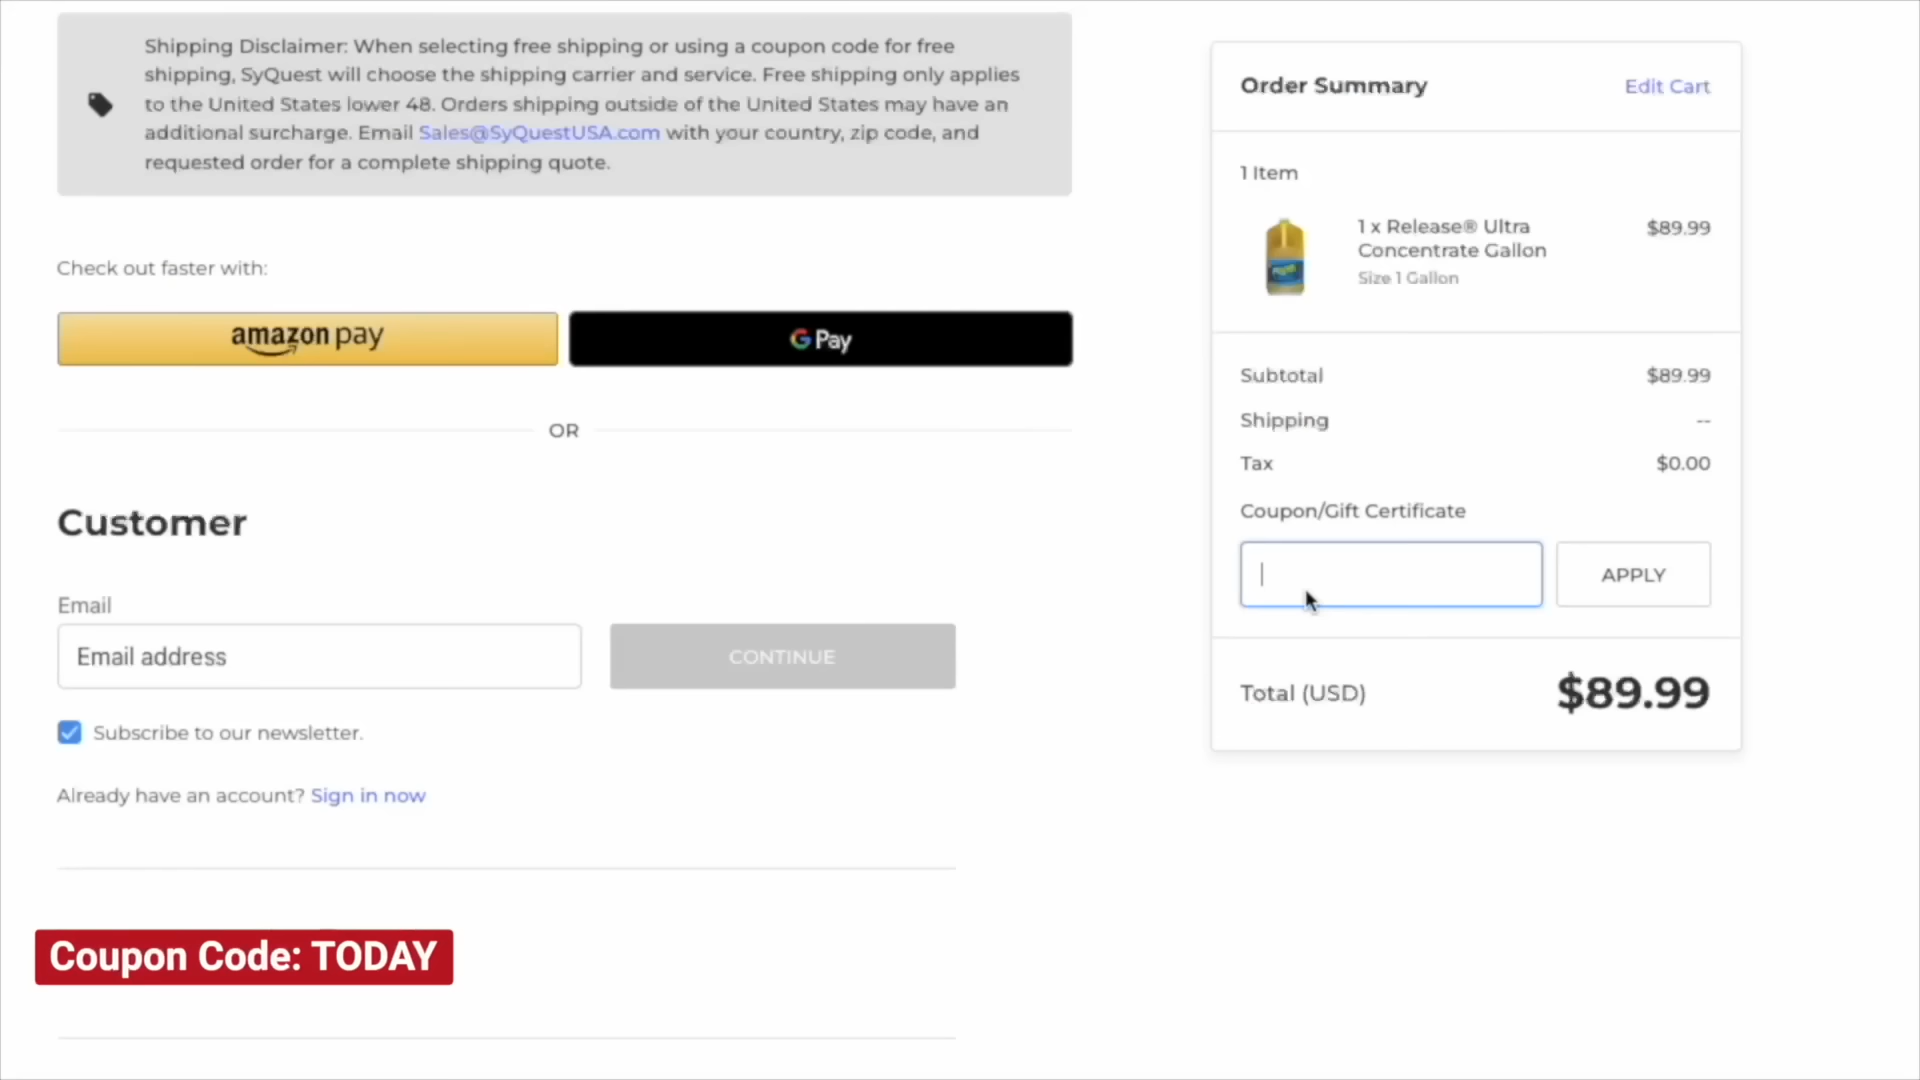 Shipping Disclaimer: When selecting free shipping or using a coupon code for free
shipping, SyQuest will choose the shipping carrier and service. Free shipping only applies
to the United States lower 48. Orders shipping outside of the United States may have an
additional surcharge. Email Sales@SyQuestUSA.com with your country, zip code, and
requested order for a complete shipping quote.
Check out faster with:
amazon pay
G Pay
OR
Customer
Email
Email address
CONTINUE
Subscribe to our newsletter.
Already have an account? Sign in now
Coupon Code: TODAY
Order Summary
Edit Cart
1 Item
1 x Release® Ultra
Concentrate Gallon
$89.99
Size 1 Gallon
Subtotal
$89.99
Shipping
--
Tax
$0.00
Coupon/Gift Certificate
APPLY
Total (USD)
$89.99